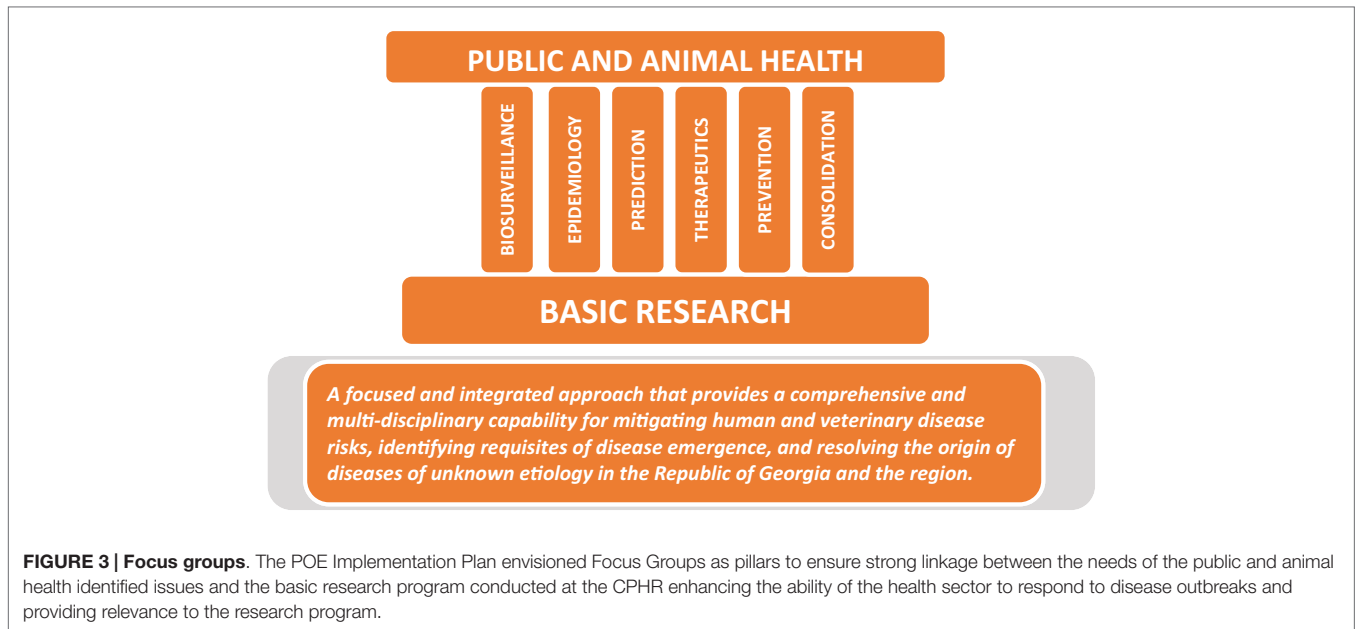 PUBLIC AND ANIMAL HEALTH
BIOSURVEILLANCE
EPIDEMIOLOGY
PREDICTION
THERAPEUTICS
PREVENTION
CONSOLIDATION
BASIC RESEARCH
A focused and integrated approach that provides a comprehensive and
multi-disciplinary capability for mitigating human and veterinary disease
risks, identifying requisites of disease emergence, and resolving the origin of
diseases of unknown etiology in the Republic of Georgia and the region.
FIGURE 3 | Focus groups. The POE Implementation Plan envisioned Focus Groups as pillars to ensure strong linkage between the needs of the public and animal
health identified issues and the basic research program conducted at the CPHR enhancing the ability of the health sector to respond to disease outbreaks and
providing relevance to the research program.